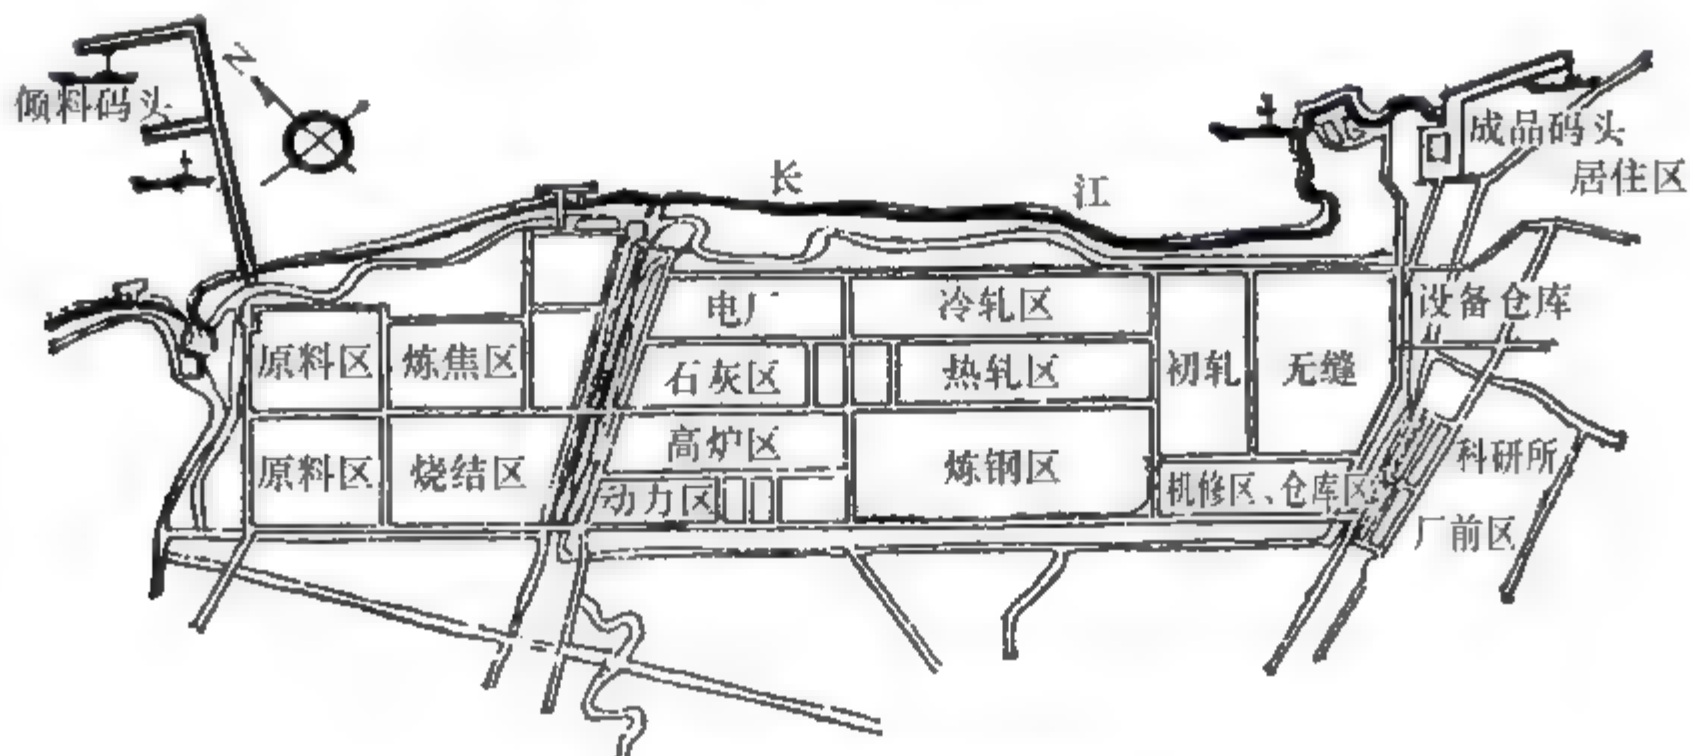 N
倾料码头
成品码头
居住区
长
江
设备仓库
电厂
冷轧区
原料区
炼焦区
石灰区
热轧区
初轧
无缝
高炉区
原料区
烧结区
炼钢区
动力区
机修区、仓库区
科研所
厂前区